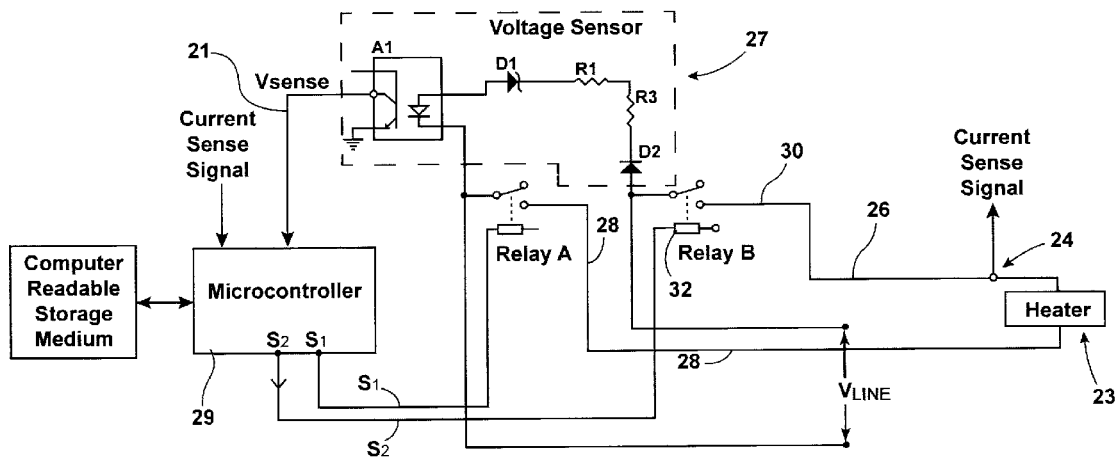 Voltage Sensor
27
21
A1
D1
R1
Vsense
R3
Current
Sense
Signal
D2
30
Current
Sense
Signal
26
24
28
Relay A
32
Relay B
Computer
Readable
Storage
Medium
Microcontroller
Heater
S2 S1
28
S1
VLINE
23
29
S2